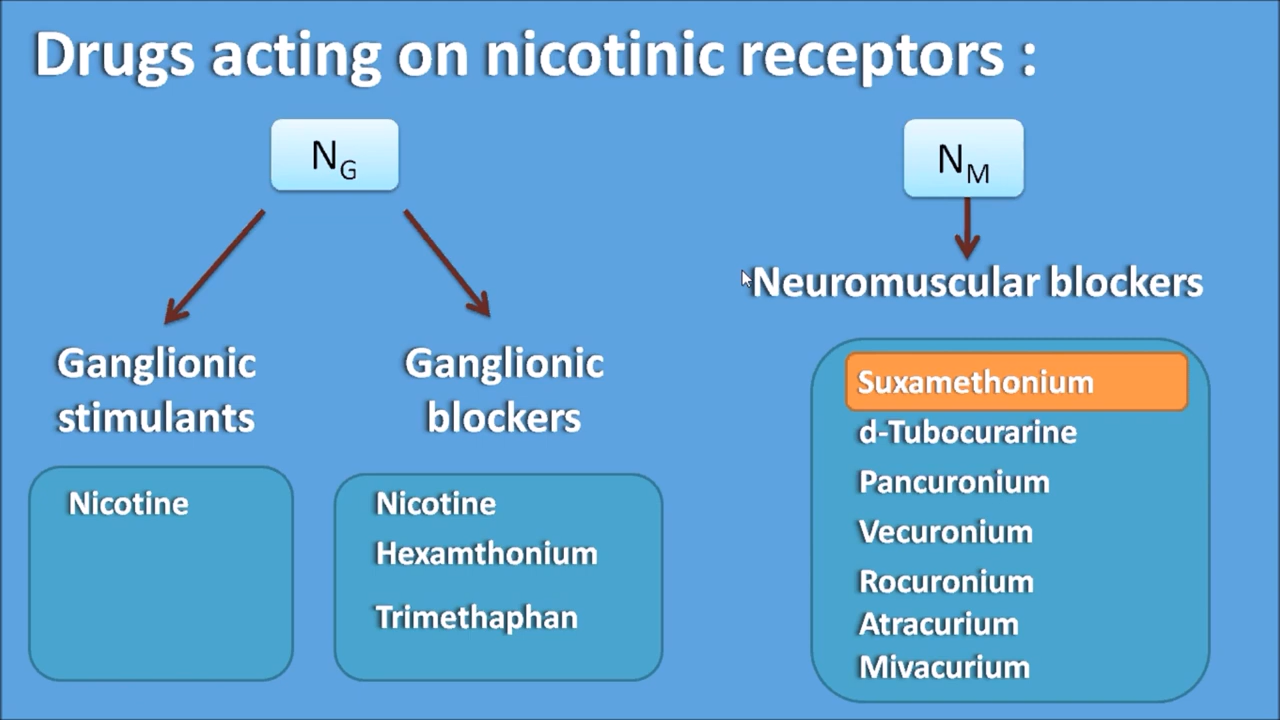 Drugs acting on nicotinic receptors :
NG
NM
Neuromuscular blockers
Ganglionic
stimulants
Ganglionic
blockers
Nicotine
Nicotine
Hexamthonium
Trimethaphan
Suxamethonium
d-Tubocurarine
Pancuronium
Vecuronium
Rocuronium
Atracurium
Mivacurium